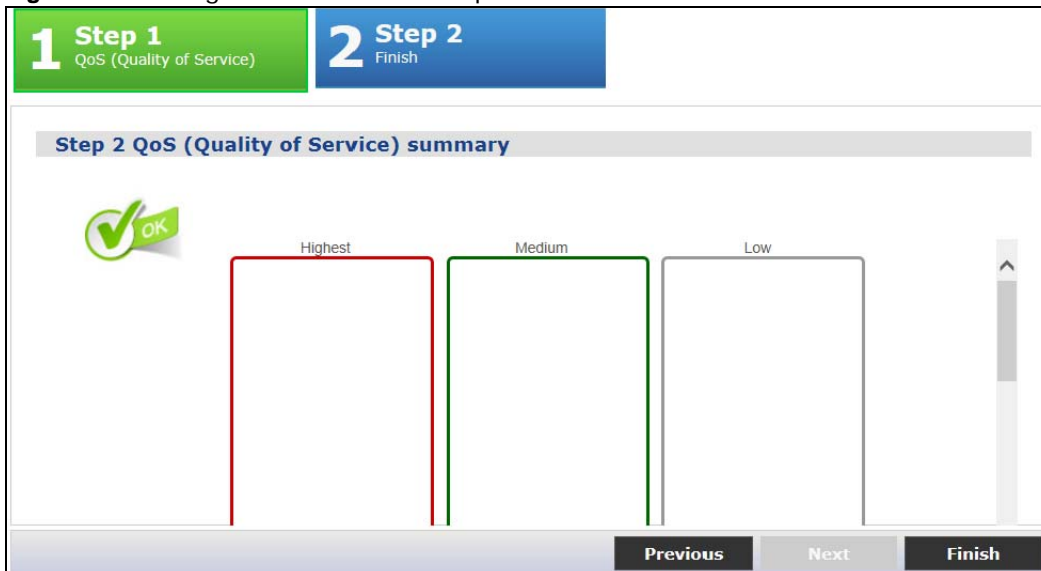 1 Step 1
QoS (Quality of Service)
2 Step 2
Finish
Step 2 QoS (Quality of Service) summary
OK
Highest Medium Low
Previous Next Finish